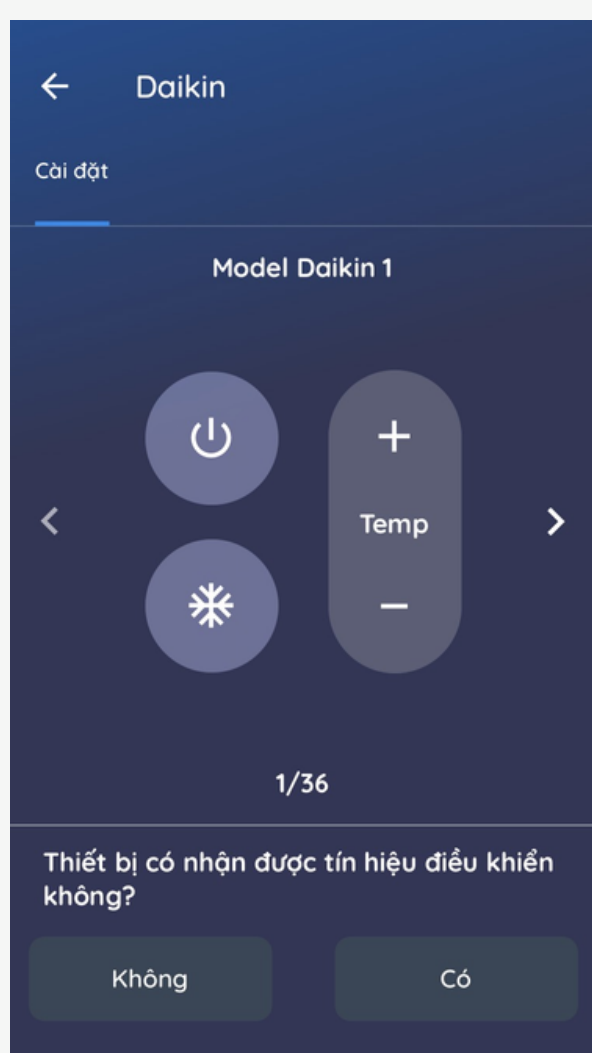 Daikin
Cài đặt
Model Daikin 1
+
Temp
−
1/36
Thiết bị có nhận được tín hiệu điều khiển
không?
Không
Có